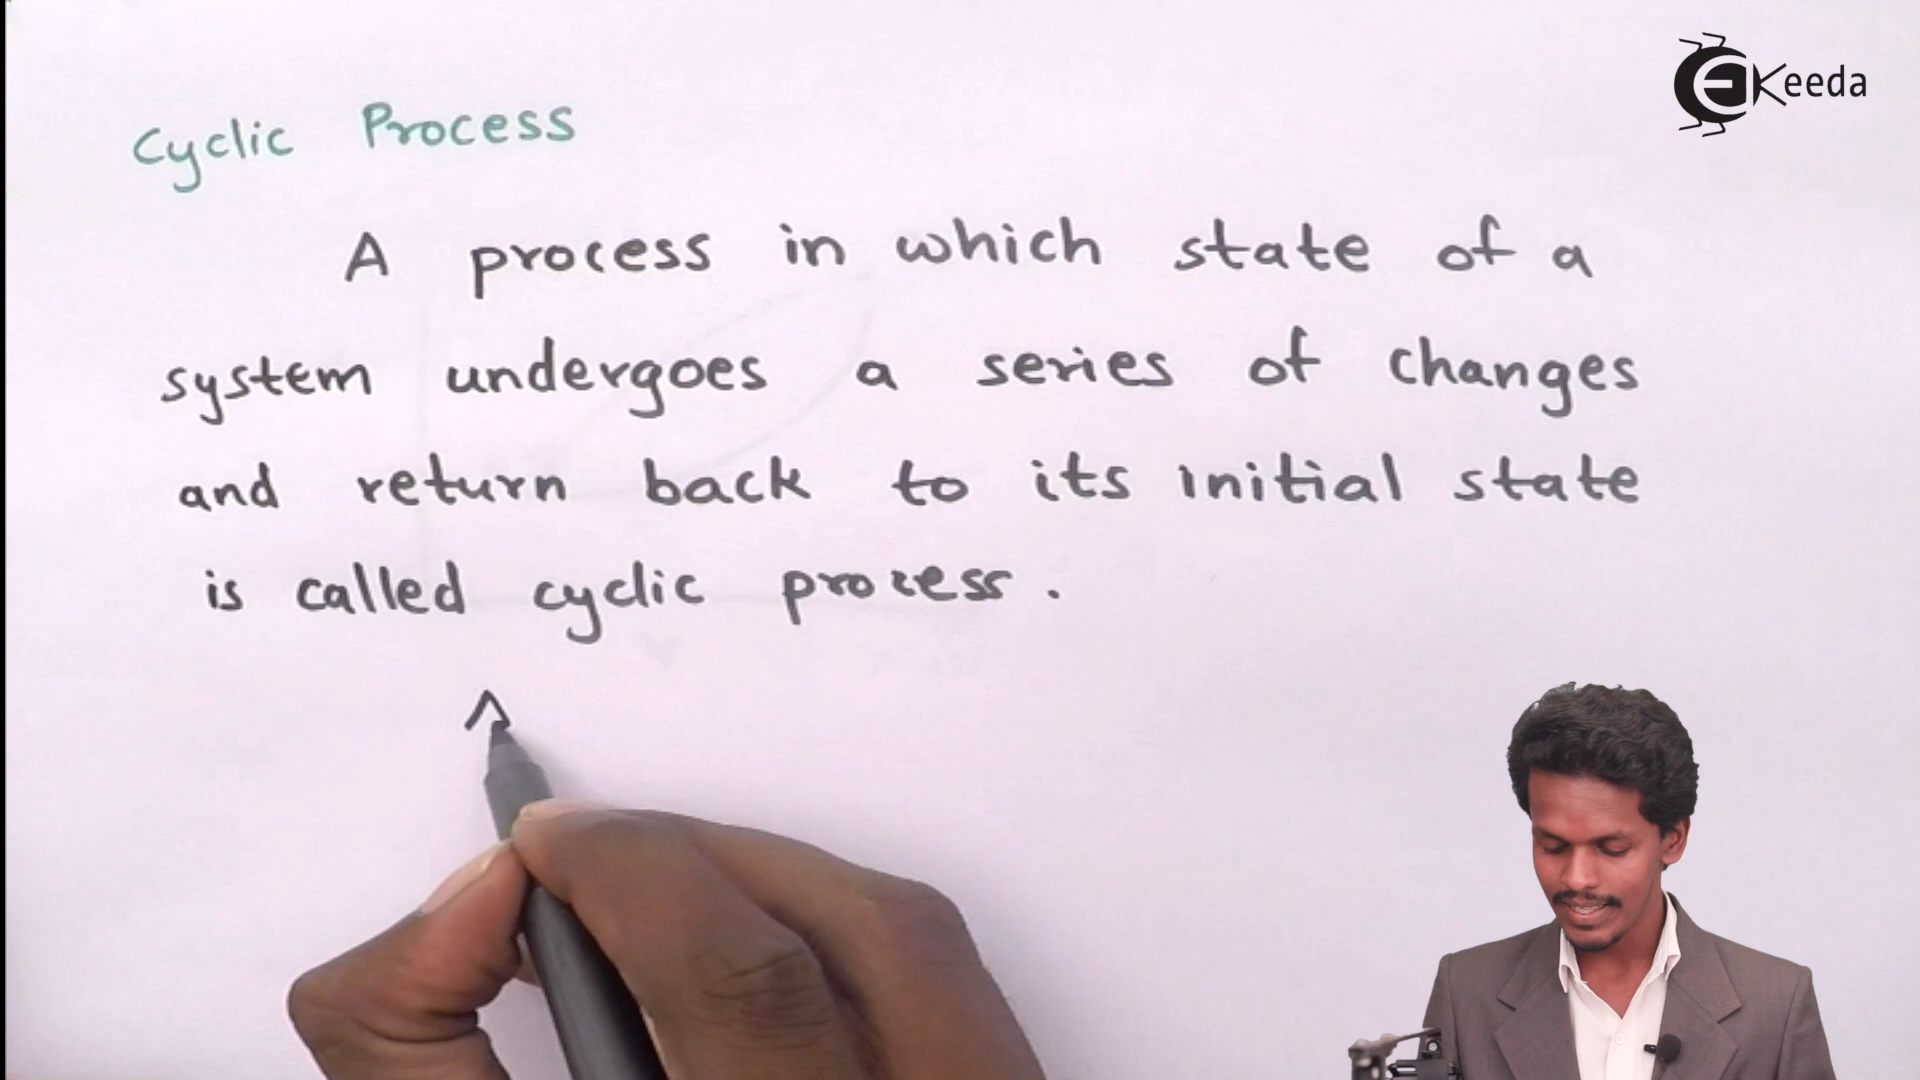 EKeeda
Cyclic Process
A process in which state of a
system undergoes a series of changes
and return back to its initial state
is called cyclic process.